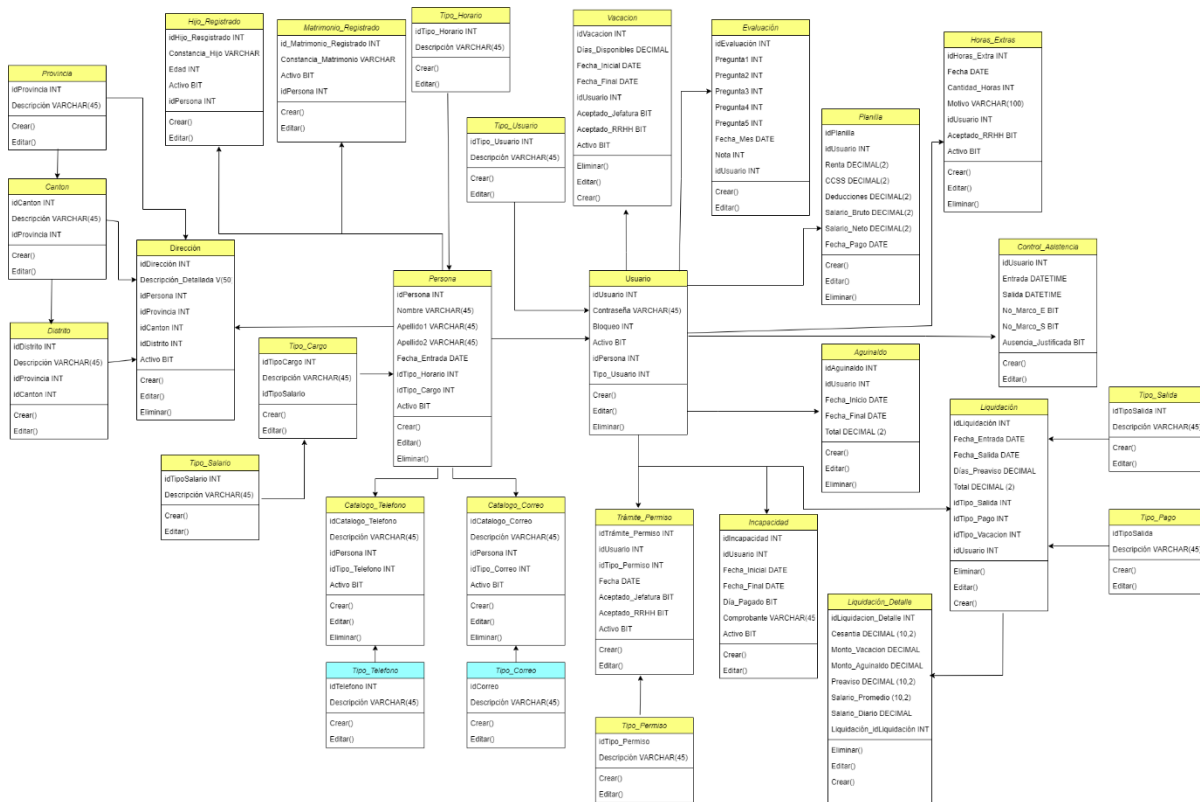 Provincia
idProvincia INT
Descripción VARCHAR(45)
Crear()
Editar()
Canton
idCanton INT
Descripción VARCHAR(45)
idProvincia INT
Crear()
Editar()
Distrito
idDistrito INT
Descripción VARCHAR(45)
idProvincia INT
idCanton INT
Crear()
Editar()
Hijo_Registrado
idHijo_Resgistrado INT
Constancia_Hijo VARCHAR
Edad INT
Activo BIT
idPersona INT
Crear()
Editar()
Matrimonio_Registrado
id_Matrimonio_Registrado INT
Constancia_Matrimonio VARCHAR
Activo BIT
idPersona INT
Crear()
Editar()
Tipo_Horario
idTipo_Horario INT
Descripción VARCHAR(45)
Crear()
Editar()
Tipo_Usuario
idTipo_Usuario INT
Descripción VARCHAR(45)
Crear()
Editar()
Vacacion
idVacacion INT
Días_Disponibles DECIMAL
Fecha_Inicial DATE
Fecha_Final DATE
idUsuario INT
Aceptado_Jefatura BIT
Aceptado_RRHH BIT
Activo BIT
Eliminar()
Editar()
Crear()
Evaluación
idEvaluación INT
Pregunta1 INT
Pregunta2 INT
Pregunta3 INT
Pregunta4 INT
Pregunta5 INT
Fecha_Mes DATE
Nota INT
idUsuario INT
Crear()
Editar()
Planilla
idPlanilla
idUsuario INT
Renta DECIMAL(2)
CCSS DECIMAL(2)
Deducciones DECIMAL(2)
Salario_Bruto DECIMAL(2)
Salario_Neto DECIMAL(2)
Fecha_Pago DATE
Crear()
Editar()
Eliminar()
Horas_Extras
idHoras_Extra INT
Fecha DATE
Cantidad_Horas INT
Motivo VARCHAR(100)
idUsuario INT
Aceptado_RRHH BIT
Activo BIT
Crear()
Editar()
Eliminar()
Dirección
idDirección INT
Descripción_Detallada V(50
idPersona INT
idProvincia INT
idCanton INT
idDistrito INT
Activo BIT
Crear()
Editar()
Eliminar()
Persona
idPersona INT
Nombre VARCHAR(45)
Apellido1 VARCHAR(45)
Apellido2 VARCHAR(45)
Fecha_Entrada DATE
idTipo_Horario INT
idTipo_Cargo INT
Activo BIT
Crear()
Editar()
Eliminar()
Usuario
idUsuario INT
Contraseña VARCHAR(45)
Bloqueo INT
Activo BIT
idPersona INT
Tipo_Usuario INT
Crear()
Editar()
Eliminar()
Control_Asistencia
idUsuario INT
Entrada DATETIME
Salida DATETIME
No_Marco_E BIT
No_Marco_S BIT
Ausencia_Justificada BIT
Crear()
Editar()
Tipo_Cargo
idTipoCargo INT
Descripción VARCHAR(45)
idTipoSalario
Crear()
Editar()
Aguinaldo
idAguinaldo INT
idUsuario INT
Fecha_Inicio DATE
Fecha_Final DATE
Total DECIMAL (2)
Crear()
Editar()
Eliminar()
Tipo_Salario
idTipoSalario INT
Descripción VARCHAR(45)
Crear()
Editar()
Liquidación
idLiquidación INT
Fecha_Entrada DATE
Fecha_Salida DATE
Días_Preaviso DECIMAL
Total DECIMAL (2)
idTipo_Salida INT
idTipo_Pago INT
idTipo_Vacacion INT
idUsuario INT
Eliminar()
Editar()
Crear()
Tipo_Salida
idTipoSalida INT
Descripción VARCHAR(45)
Crear()
Editar()
Tipo_Pago
idTipoSalida
Descripción VARCHAR(45)
Crear()
Editar()
Catalogo_Telefono
idCatalogo_Telefono
Descripción VARCHAR(45)
idPersona INT
idTipo_Telefono INT
Activo BIT
Crear()
Editar()
Eliminar()
Catalogo_Correo
idCatalogo_Correo
Descripción VARCHAR(45)
idPersona INT
idTipo_Correo INT
Activo BIT
Crear()
Editar()
Eliminar()
Trámite_Permiso
idTrámite_Permiso INT
idUsuario INT
idTipo_Permiso INT
Fecha DATE
Aceptado_Jefatura BIT
Aceptado_RRHH BIT
Activo BIT
Crear()
Editar()
Incapacidad
idIncapacidad INT
idUsuario INT
Fecha_Inicial DATE
Fecha_Final DATE
Día_Pagado BIT
Comprobante VARCHAR(45
Activo BIT
Crear()
Editar()
Liquidación_Detalle
idLiquidacion_Detalle INT
Cesantia DECIMAL (10,2)
Monto_Vacacion DECIMAL
Monto_Aguinaldo DECIMAL
Preaviso DECIMAL (10,2)
Salario_Promedio (10,2)
Salario_Diario DECIMAL
Liquidación_idLiquidación INT
Eliminar()
Editar()
Crear()
Tipo_Telefono
idTelefono INT
Descripción VARCHAR(45)
Crear()
Editar()
Tipo_Correo
idCorreo
Descripción VARCHAR(45)
Crear()
Editar()
Tipo_Permiso
idTipo_Permiso
Descripción VARCHAR(45)
Crear()
Editar()